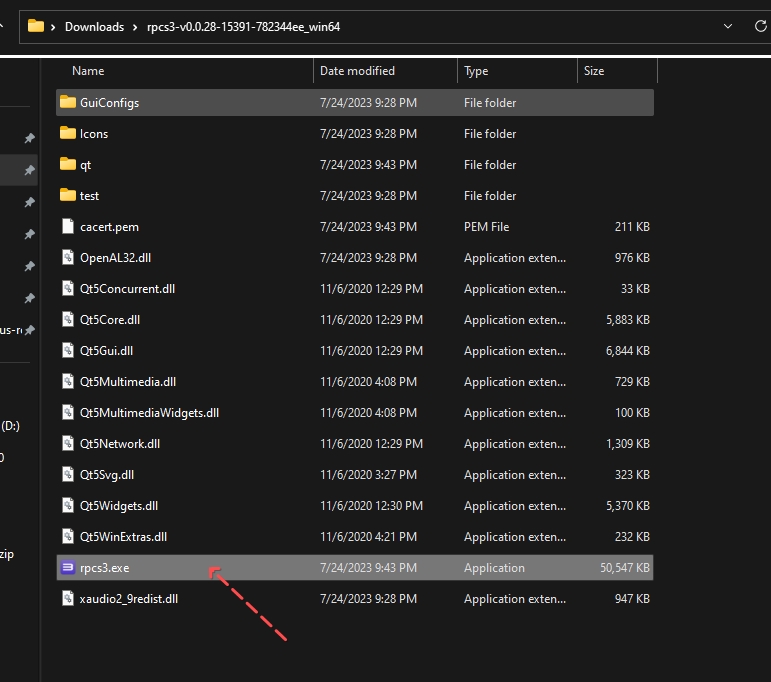 Downloads > rpcs3-v0.0.28-15391-782344ee_win64
Name Date modified Type Size
GuiConfigs 7/24/2023 9:28 PM File folder
Icons 7/24/2023 9:28 PM File folder
qt 7/24/2023 9:43 PM File folder
test 7/24/2023 9:28 PM File folder
cacert.pem 7/24/2023 9:43 PM PEM File 211 KB
OpenAL32.dll 7/24/2023 9:28 PM Application exten... 976 KB
Qt5Concurrent.dll 11/6/2020 12:29 PM Application exten... 33 KB
Qt5Core.dll 11/6/2020 12:29 PM Application exten... 5,883 KB
us-r
Qt5Gui.dll 11/6/2020 12:29 PM Application exten... 6,844 KB
Qt5Multimedia.dll 11/6/2020 4:08 PM Application exten... 729 KB
Qt5MultimediaWidgets.dll 11/6/2020 4:08 PM Application exten... 100 KB
(D:)
Qt5Network.dll 11/6/2020 12:29 PM Application exten... 1,309 KB
0
Qt5Svg.dll 11/6/2020 3:27 PM Application exten... 323 KB
Qt5Widgets.dll 11/6/2020 12:30 PM Application exten... 5,370 KB
Qt5WinExtras.dll 11/6/2020 4:21 PM Application exten... 232 KB
zip
rpcs3.exe 7/24/2023 9:43 PM Application 50,547 KB
xaudio2_9redist.dll 7/24/2023 9:28 PM Application exten... 947 KB